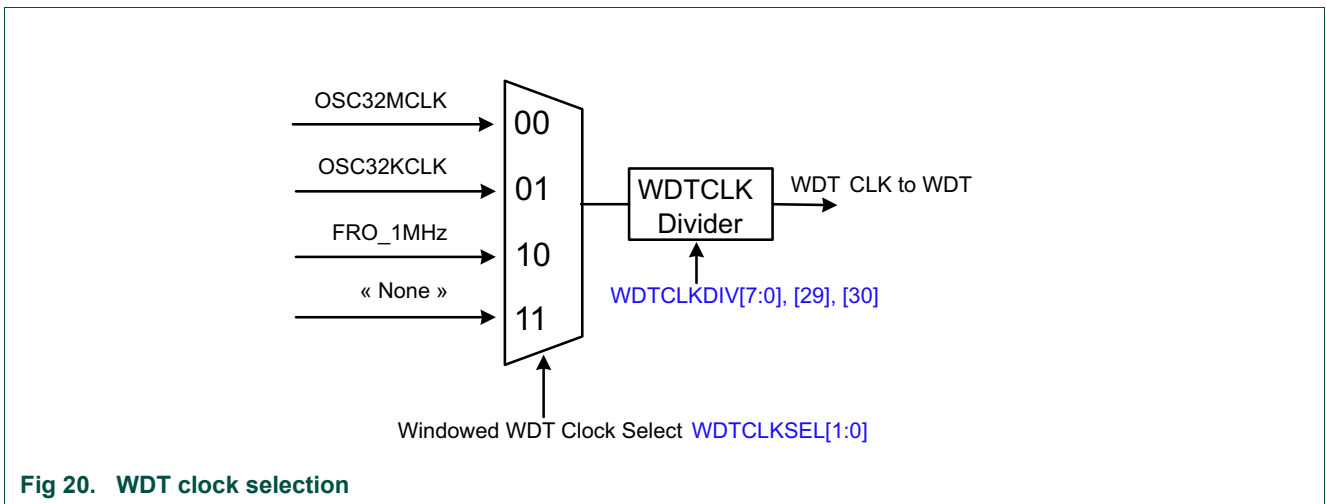 OSC32MCLK
00
OSC32KCLK
01
WDTCLK
Divider
WDT CLK to WDT
FRO_1MHz
10
« None »
WDTCLKDIV[7:0], [29], [30]
11
Windowed WDT Clock Select WDTCLKSEL[1:0]
Fig 20. WDT clock selection